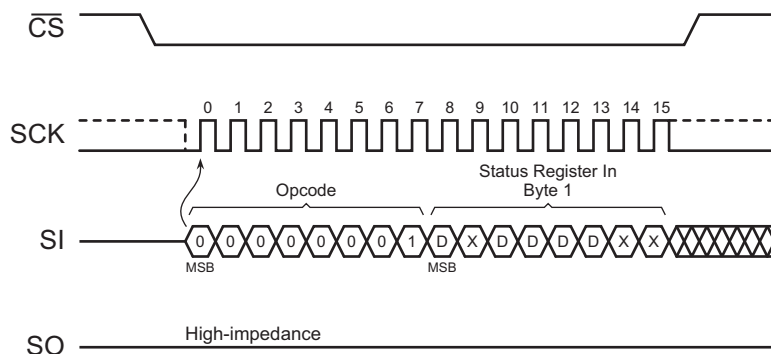 CS
0 1 2 3 4 5 6 7 8 9 10 11 12 13 14 15
SCK
Status Register In
Opcode Byte 1
SI 0 0 0 0 0 0 0 1 D X D D D D X X
MSB MSB
High-impedance
SO